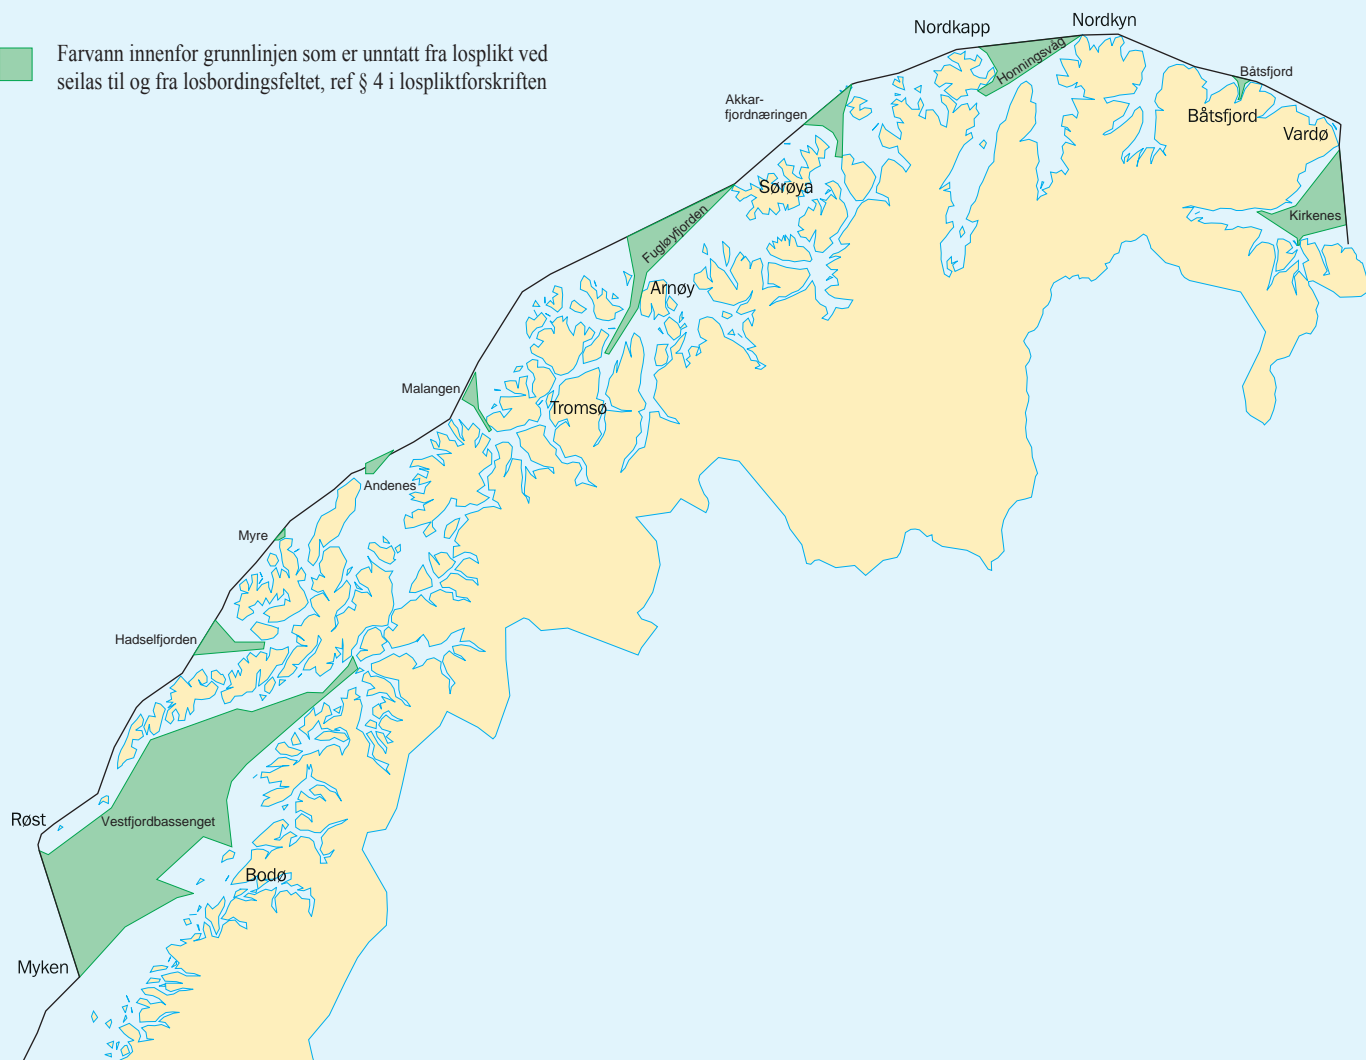 Nordkapp
Nordkyn
Farvann innenfor grunnlinjen som er unntatt fra losplikt ved
seilas til og fra losbordingsfeltet, ref § 4 i lospliktforskriften
Honningsvåg
Båtsfjord
Akkar-
fjordnæringen
Båtsfjord
Vardø
Sørøya
Kirkenes
Fugløyfjorden
Arnøy
Malangen
Tromsø
Andenes
Myre
Hadselfjorden
Røst
Vestfjordbassenget
Bodø
Myken